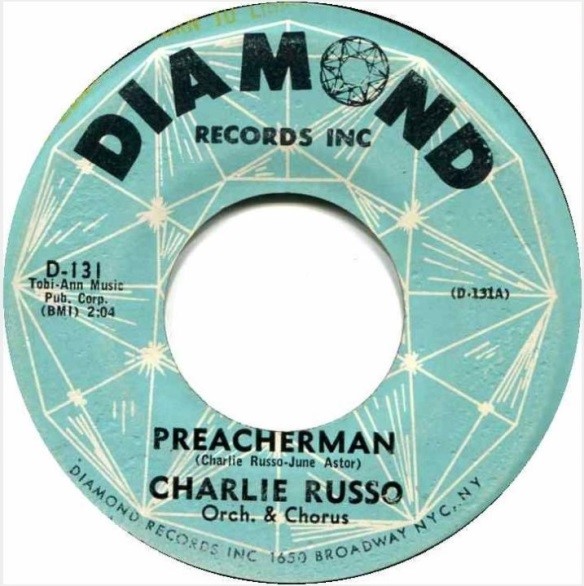 DIAMOND
RECORDS INC
D-131
Tobi-Ann Music
Pub. Corp.
(BMI) 2:04
(D-131A)
PREACHERMAN
(Charlie Russo-June Astor)
CHARLIE RUSSO
Orch. & Chorus
DIAMOND RECORDS INC 1650 BROADWAY NYC, NY